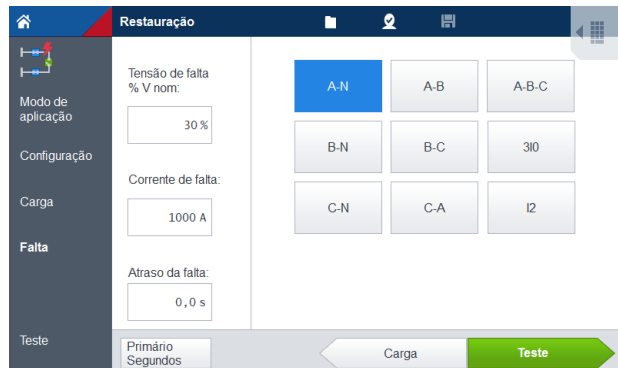 Restauração
Modo de
aplicação
Configuração
Carga
Falta
Teste
Tensão de falta
% V nom:
30 %
Corrente de falta:
1000 A
Atraso da falta:
0,0 s
A-N
A-B
A-B-C
B-N
B-C
3I0
C-N
C-A
I2
Primário
Segundos
Carga
Teste